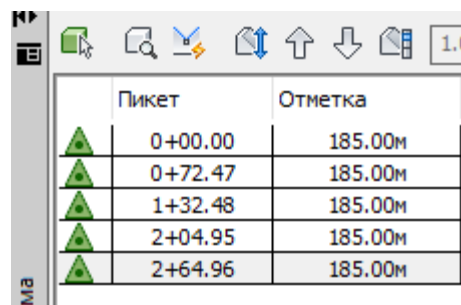 1.
Пикет Отметка
0+00.00 185.00м
0+72.47 185.00м
1+32.48 185.00м
2+04.95 185.00м
2+64.96 185.00м
ма